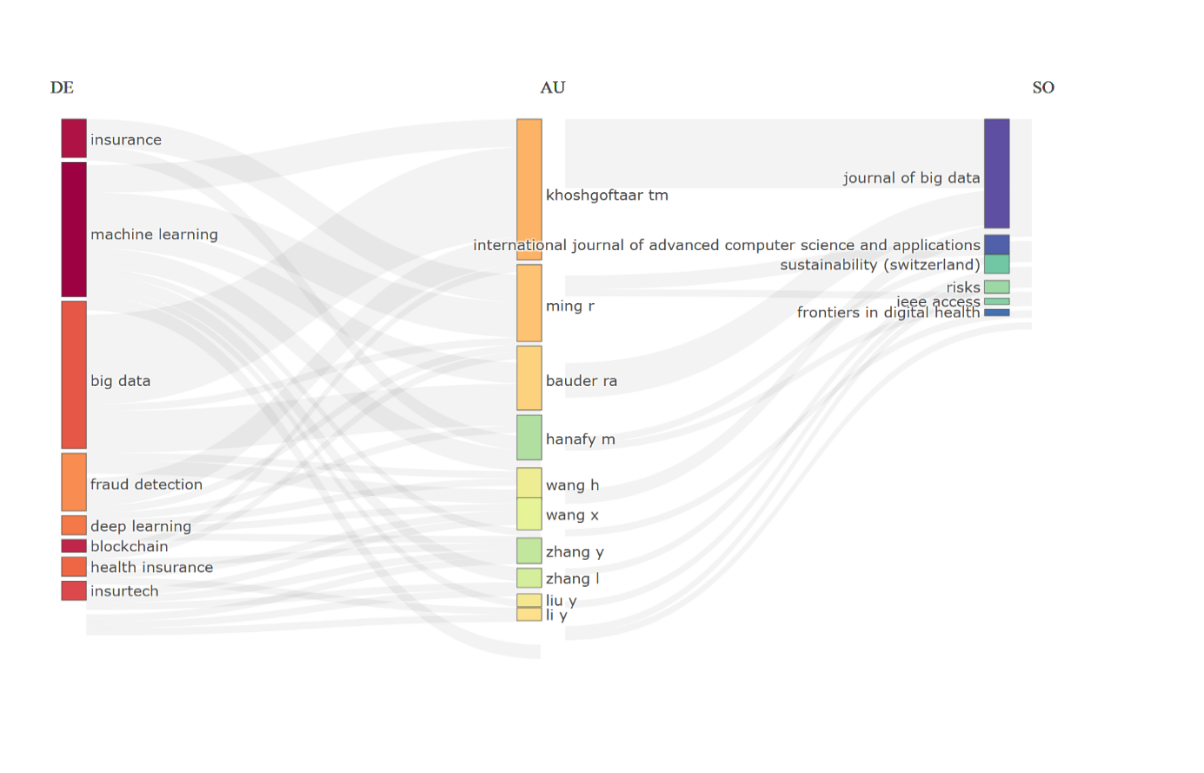 DE
AU
SO
insurance
machine learning
big data
fraud detection
deep learning
blockchain
health insurance
insurtech
khoshgoftaar tm
ming r
bauder ra
hanafy m
wang h
wang x
zhang y
zhang l
liu y
li y
journal of big data
international journal of advanced computer science and applications
sustainability (switzerland)
risks
ieee access
frontiers in digital health